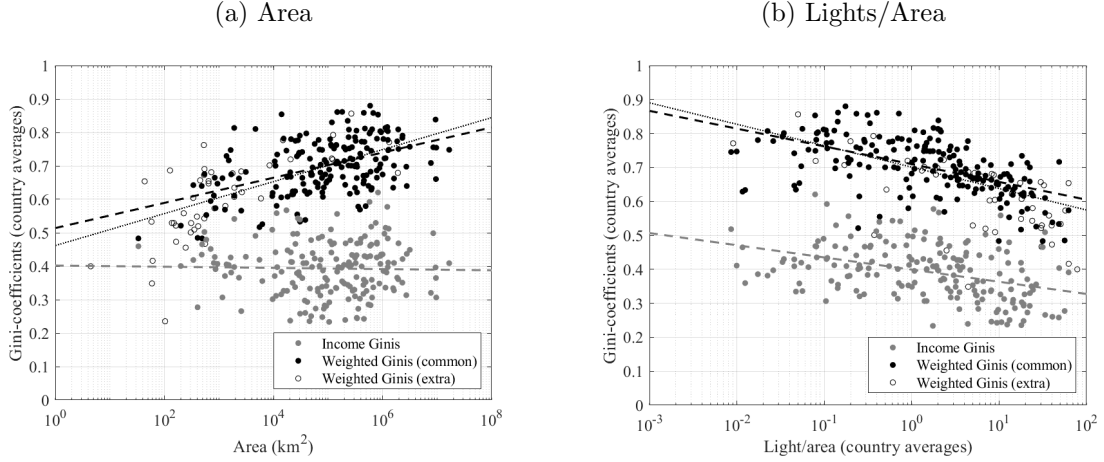 (a) Area
Gini-coefficients (country averages)
1
0.9
0.8
0.7
0.6
0.5
0.4
0.3
0.2
0.1
0
Income Ginis
Weighted Ginis (common)
Weighted Ginis (extra)
10^0
10^2
10^4
10^6
10^8
Area (km^2)
(b) Lights/Area
Gini-coefficients (country averages)
1
0.9
0.8
0.7
0.6
0.5
0.4
0.3
0.2
0.1
0
Income Ginis
Weighted Ginis (common)
Weighted Ginis (extra)
10^-3
10^-2
10^-1
10^0
10^1
10^2
Light/area (country averages)